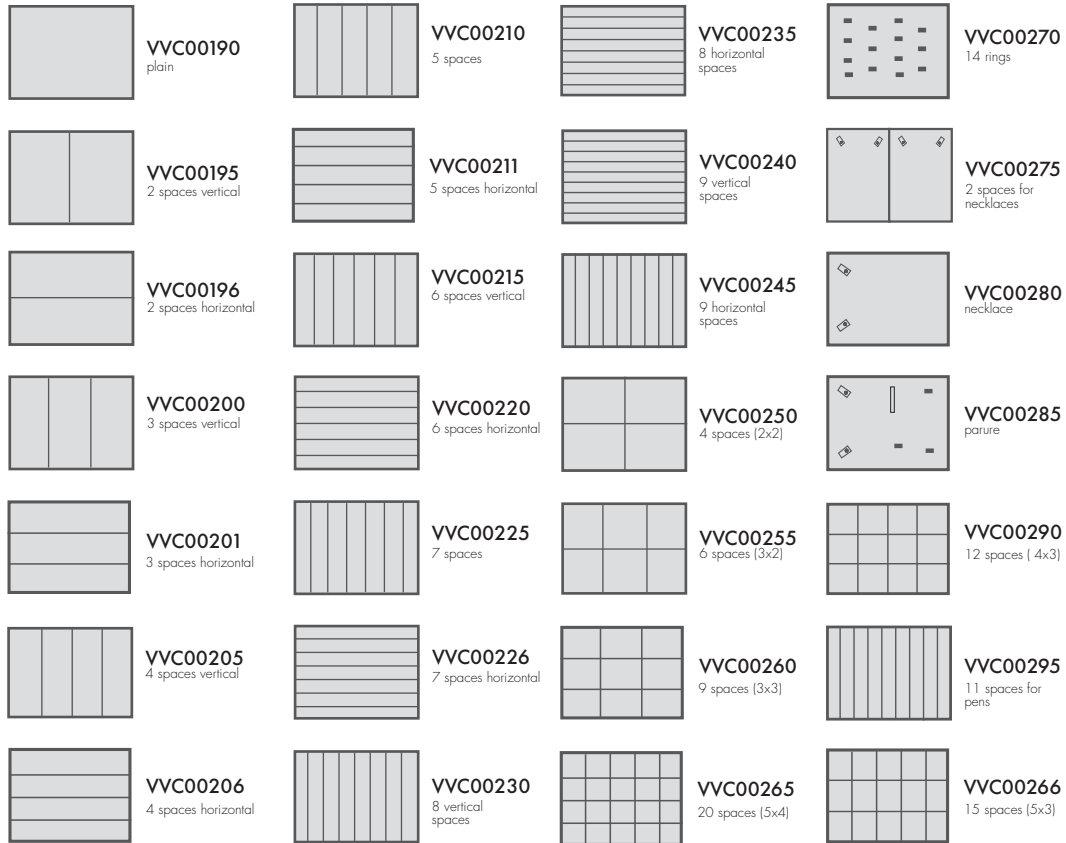 VVC00190
plain
VVC00195
2 spaces vertical
VVC00196
2 spaces horizontal
VVC00200
3 spaces vertical
VVC00201
3 spaces horizontal
VVC00205
4 spaces vertical
VVC00206
4 spaces horizontal
VVC00210
5 spaces
VVC00211
5 spaces horizontal
VVC00215
6 spaces vertical
VVC00220
6 spaces horizontal
VVC00225
7 spaces
VVC00226
7 spaces horizontal
VVC00230
8 vertical
spaces
VVC00235
8 horizontal
spaces
VVC00240
9 vertical
spaces
VVC00245
9 horizontal
spaces
VVC00250
4 spaces (2x2)
VVC00255
6 spaces (3x2)
VVC00260
9 spaces (3x3)
VVC00265
20 spaces (5x4)
VVC00270
14 rings
VVC00275
2 spaces for
necklaces
VVC00280
necklace
VVC00285
parure
VVC00290
12 spaces ( 4x3)
VVC00295
11 spaces for
pens
VVC00266
15 spaces (5x3)